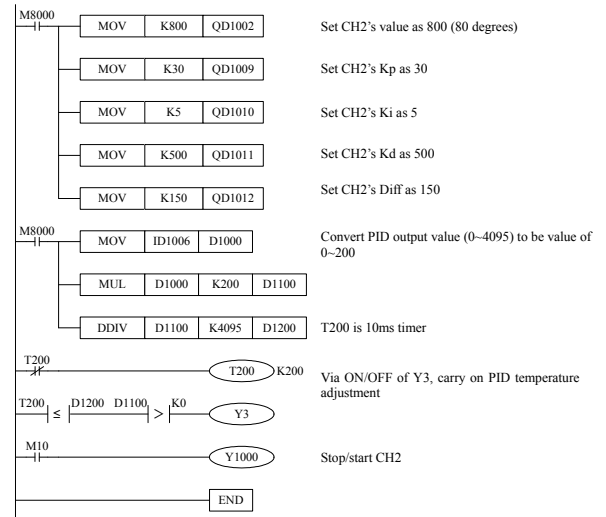 M8000
MOV K800 QD1002 Set CH2’s value as 800 (80 degrees)
MOV K30 QD1009 Set CH2’s Kp as 30
MOV K5 QD1010 Set CH2’s Ki as 5
MOV K500 QD1011 Set CH2’s Kd as 500
MOV K150 QD1012 Set CH2’s Diff as 150
M8000
MOV ID1006 D1000 Convert PID output value (0~4095) to be value of
0~200
MUL D1000 K200 D1100
DDIV D1100 K4095 D1200 T200 is 10ms timer
T200
T200 K200 Via ON/OFF of Y3, carry on PID temperature
adjustment
T200 ≤ D1200 D1100 > K0 Y3
M10
Y1000 Stop/start CH2
END